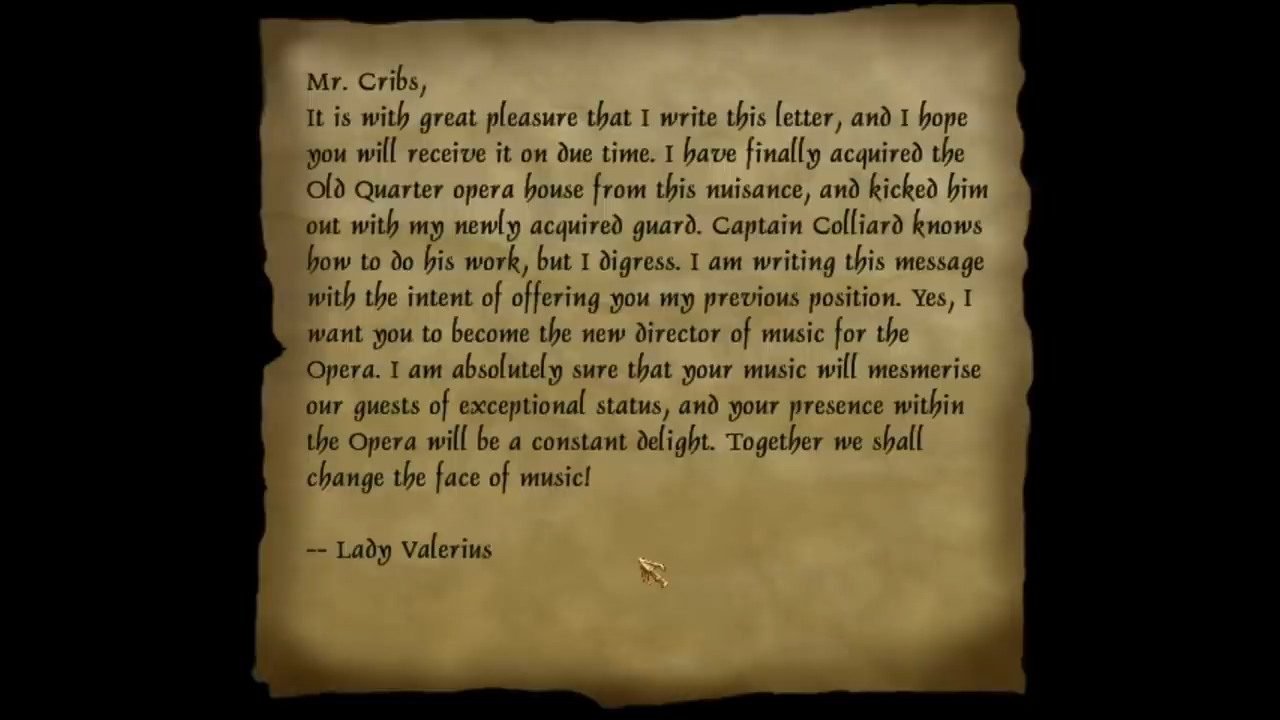 Mr. Cribs,
It is with great pleasure that I write this letter, and I hope
you will receive it on due time. I have finally acquired the
Old Quarter opera house from this nuisance, and kicked him
out with my newly acquired guard. Captain Colliard knows
how to do his work, but I digress. I am writing this message
with the intent of offering you my previous position. Yes, I
want you to become the new director of music for the
Opera. I am absolutely sure that your music will mesmerise
our guests of exceptional status, and your presence within
the Opera will be a constant delight. Together we shall
change the face of music!
-- Lady Valerius